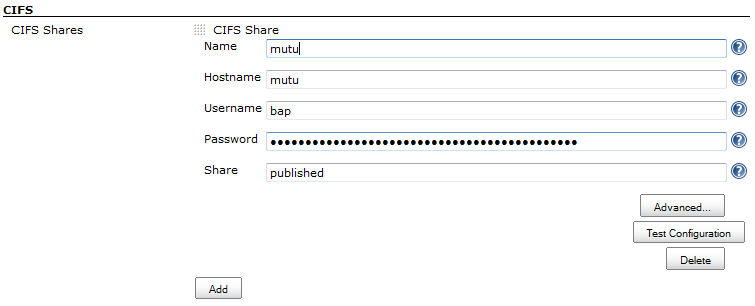 CIFS
CIFS Shares
CIFS Share
Name mutu
Hostname mutu
Username bap
Password ••••••••••••••••••••••••••••••••••••••••••••
Share published
Advanced...
Test Configuration
Delete
Add